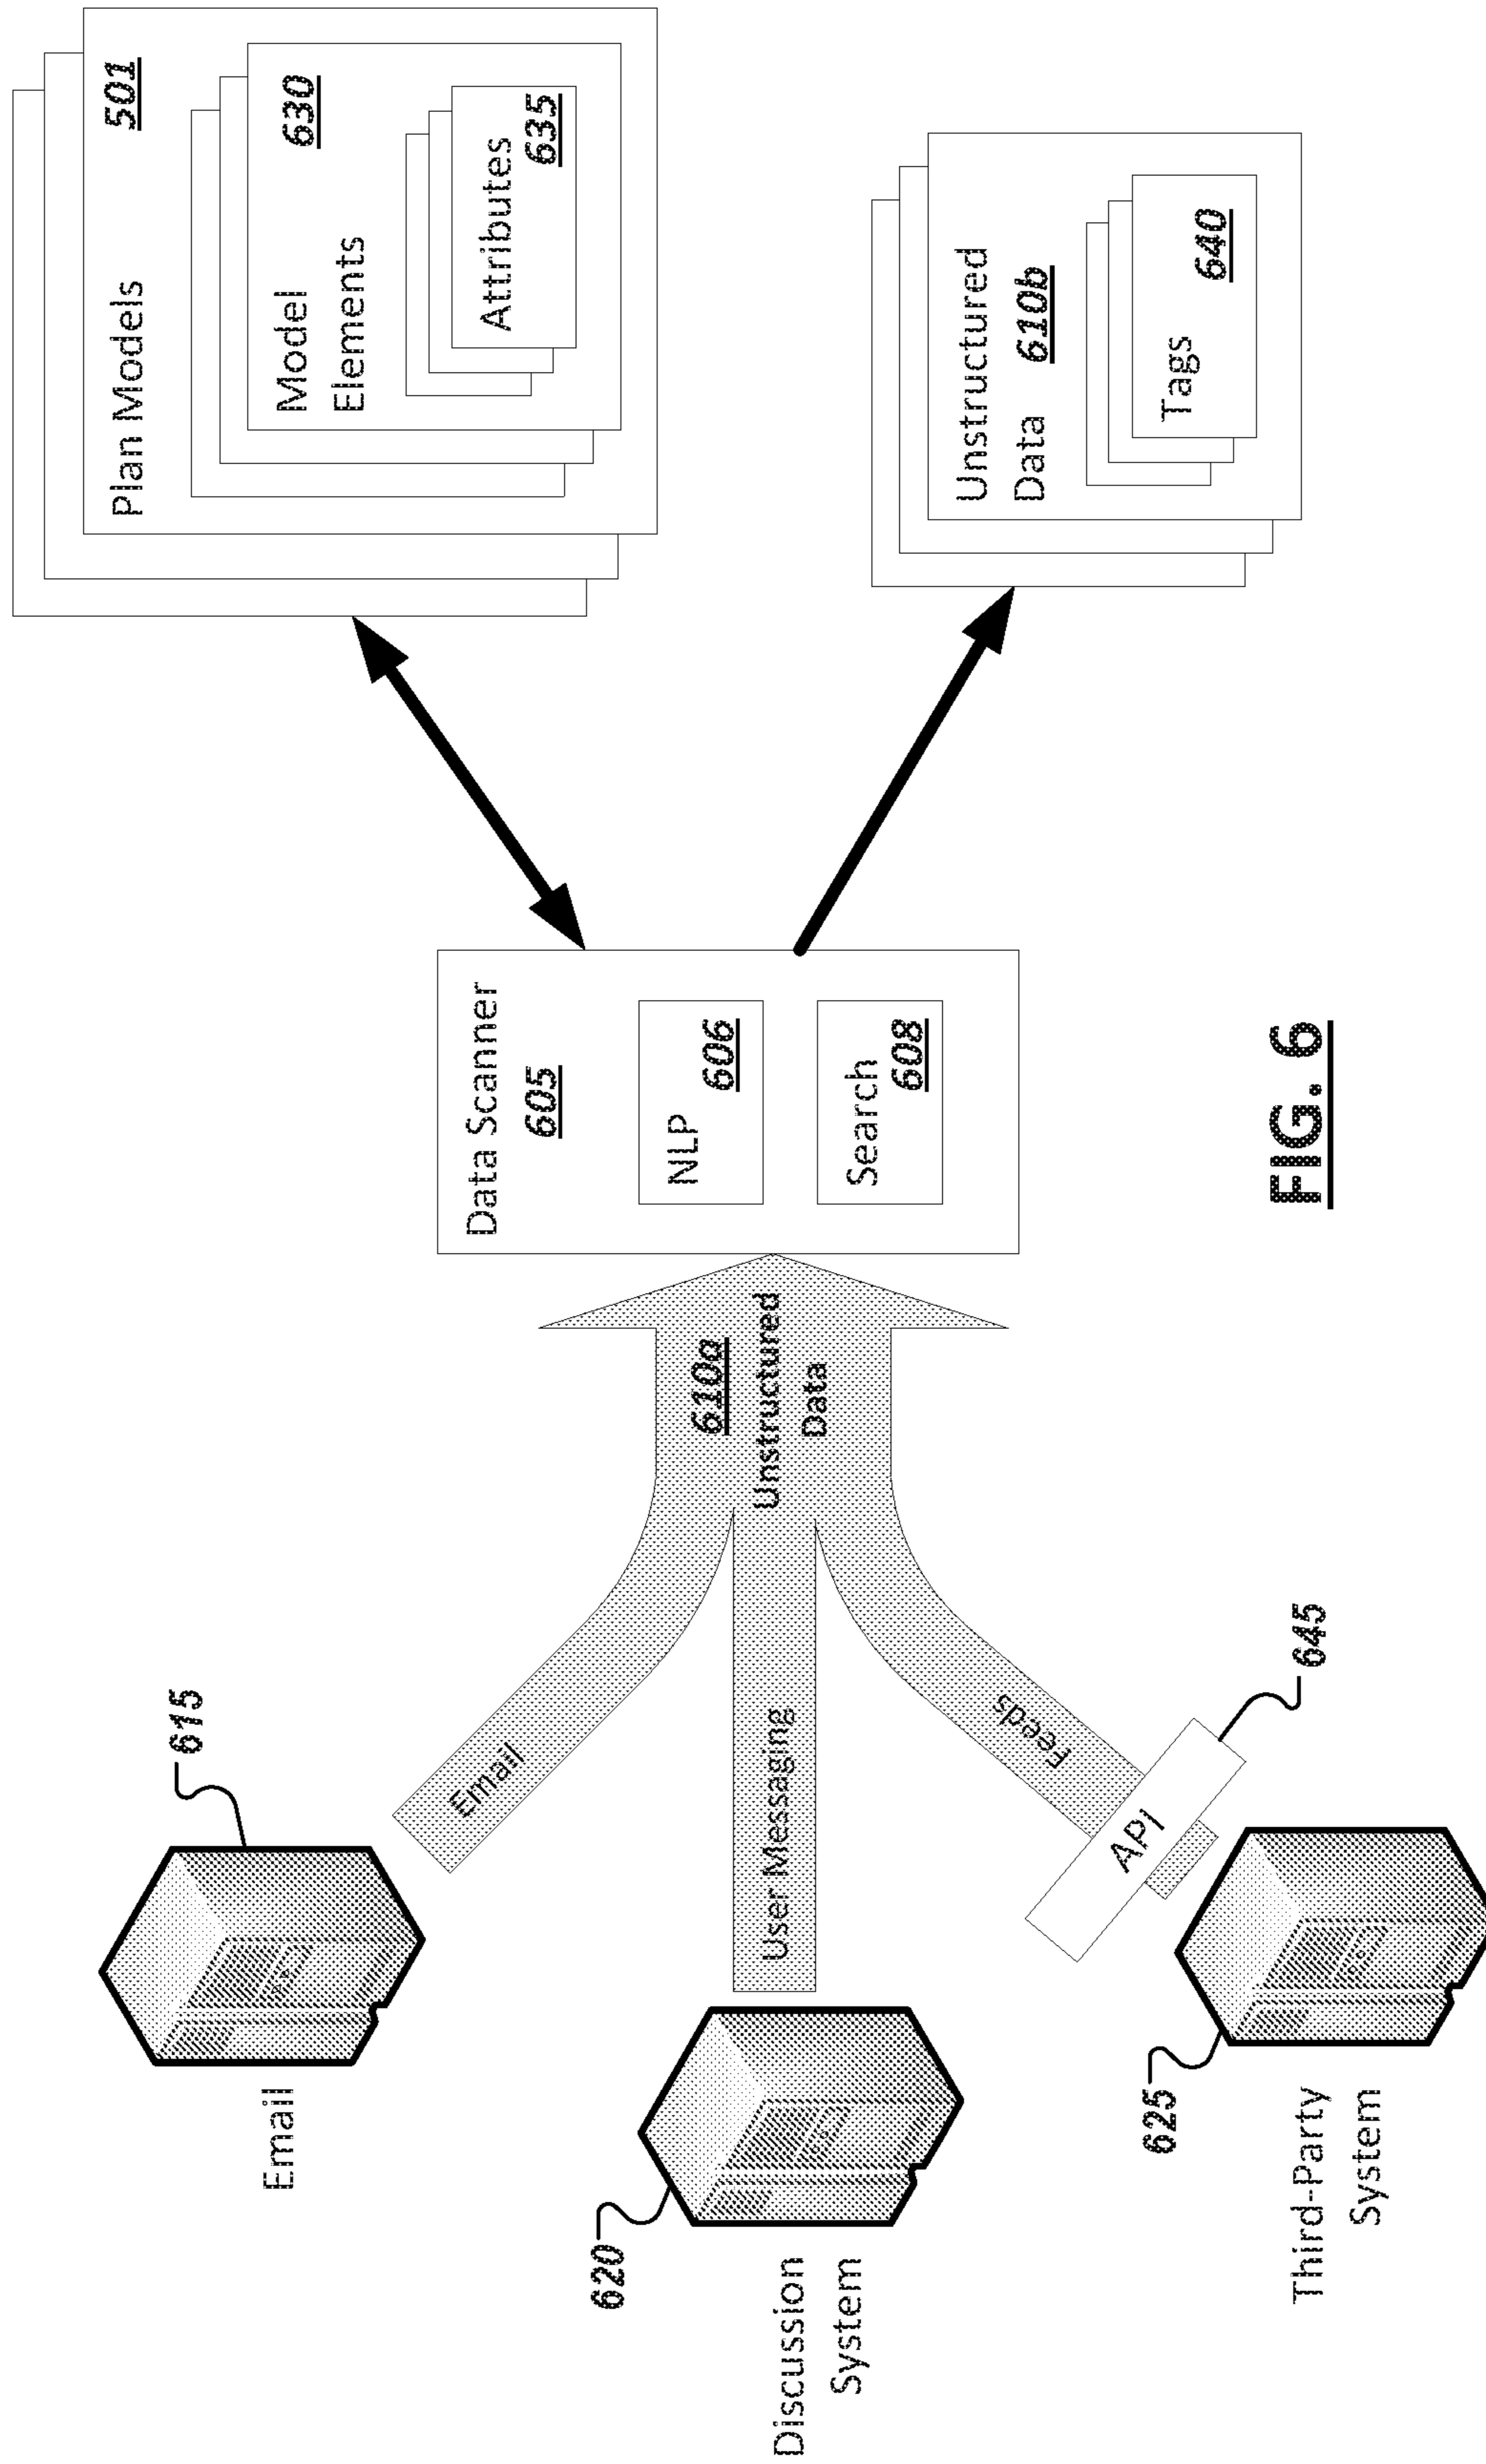 Email
615
Email
Discussion
System
620
User Messaging
Third-Party
System
625
API
645
Feeds
610a
Unstructured
Data
Data Scanner
605
NLP
606
Search
608
Plan Models
501
Model
Elements
630
Attributes
635
Unstructured
Data 610b
Tags
640
FIG. 6